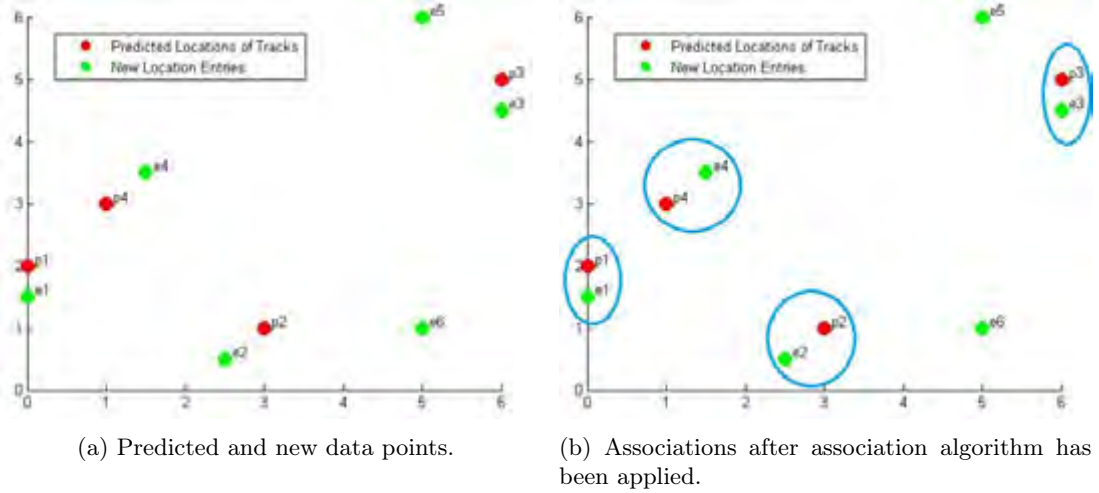 6
e5
Predicted Locations of Tracks
New Location Entries
5
p3
e3
4
e4
3
p4
2
p1
e1
1
p2
e6
e2
0
0
1
2
3
4
5
6
6
e5
Predicted Locations of Tracks
New Location Entries
5
p3
e3
4
e4
3
p4
2
p1
e1
1
p2
e6
e2
0
0
1
2
3
4
5
6
(a) Predicted and new data points.
(b) Associations after association algorithm has
been applied.